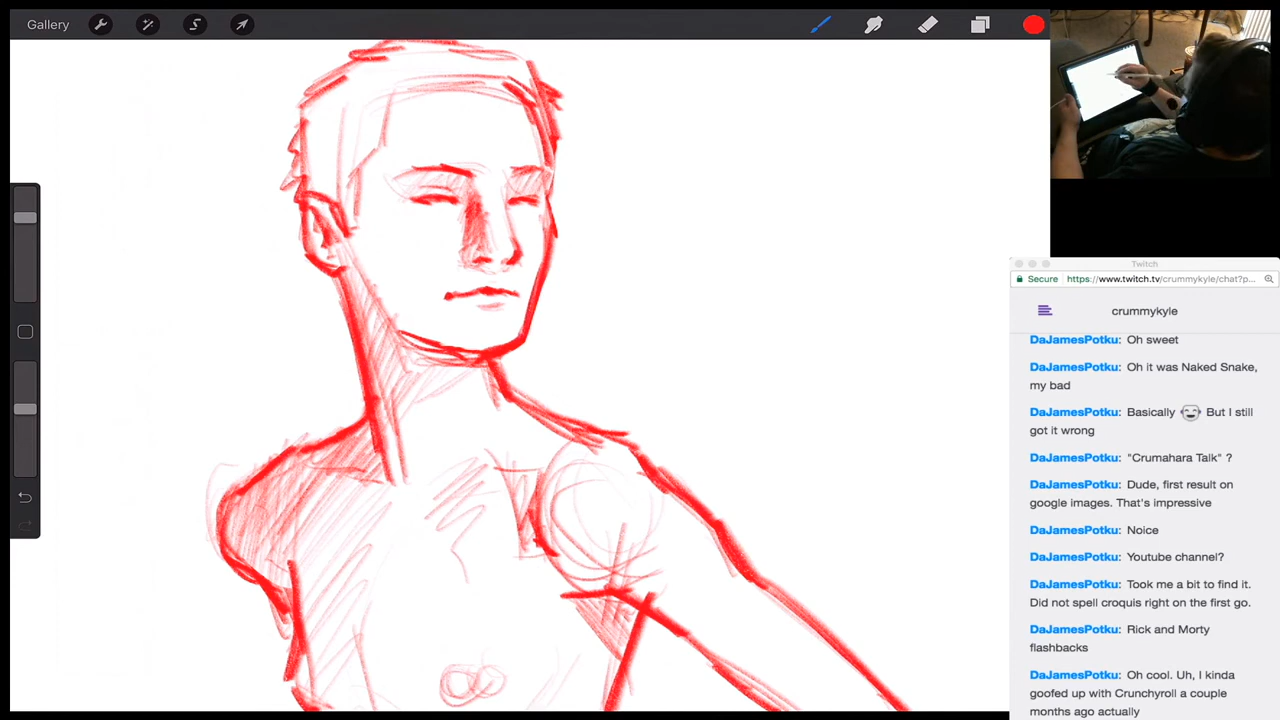 Gallery
Twitch
Secure https://www.twitch.tv/crummykyle/chat?p...
crummykyle
DaJamesPotku: Oh sweet
DaJamesPotku: Oh it was Naked Snake,
my bad
DaJamesPotku: Basically But I still
got it wrong
DaJamesPotku: "Crumahara Talk" ?
DaJamesPotku: Dude, first result on
google images. That's impressive
DaJamesPotku: Noice
DaJamesPotku: Youtube channel?
DaJamesPotku: Took me a bit to find it.
Did not spell croquis right on the first go.
DaJamesPotku: Rick and Morty
flashbacks
DaJamesPotku: Oh cool. Uh, I kinda
goofed up with Crunchyroll a couple
months ago actually